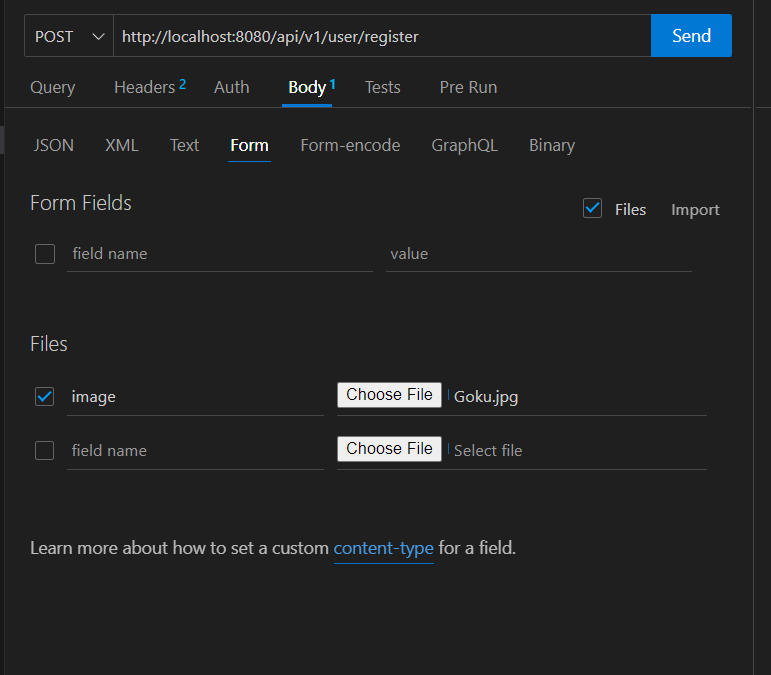 POST http://localhost:8080/api/v1/user/register Send
Query Headers 2 Auth Body 1 Tests Pre Run
JSON XML Text Form Form-encode GraphQL Binary
Form Fields Files Import
field name value
Files
image Choose File Goku.jpg
field name Choose File Select file
Learn more about how to set a custom content-type for a field.